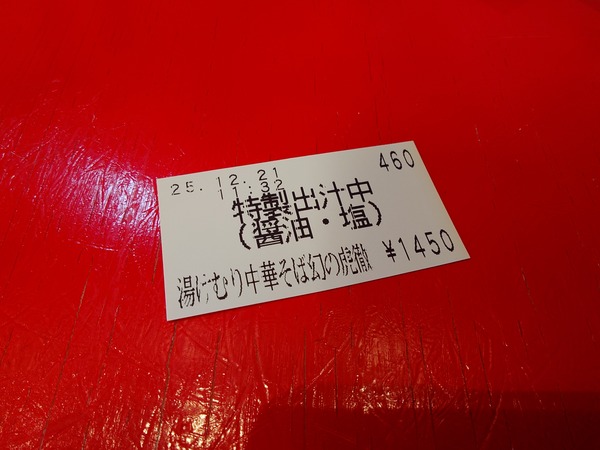 25.12.21
460
11:32
特製出汁中
(醤油・塩)
¥1450
湯けむり中華そば幻の虎徹